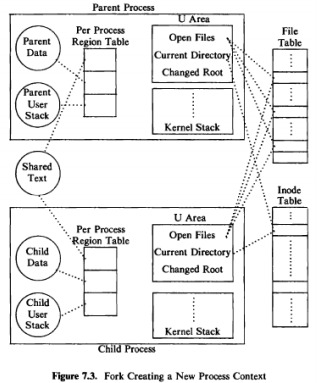 Parent Process
U Area
File
Table
Per Process
Region Table
Parent
Data
Open Files
Current Directory
Changed Root
Parent
User
Stack
Kernel Stack
Shared
Text
Inode
Table
U Area
Per Process
Region Table
Open Files
Current Directory
Changed Root
Child
Data
Child
User
Stack
Kernel Stack
Child Process
Figure 7.3. Fork Creating a New Process Context